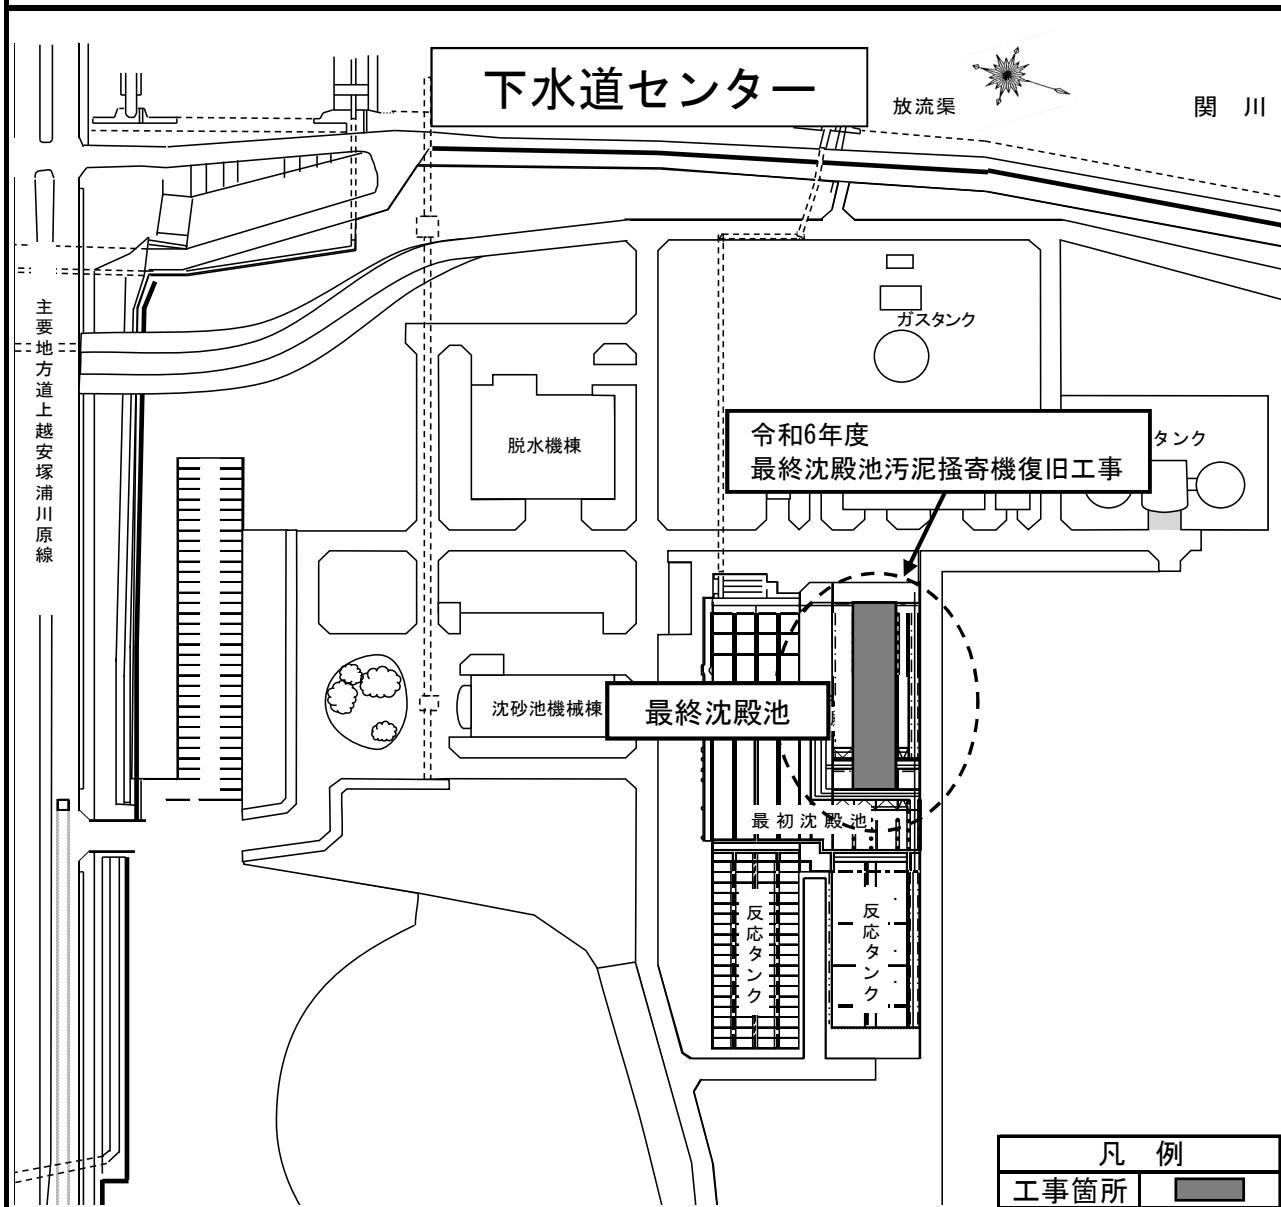 下水道センター
放流渠
関 川
主要地方道上越安塚浦川原線
ガスタンク
脱水機棟
令和6年度
最終沈殿池汚泥掻寄機復旧工事
タンク
沈砂池機械棟
最終沈殿池
最初沈殿池
反応タンク
反応タンク
凡 例
工事箇所